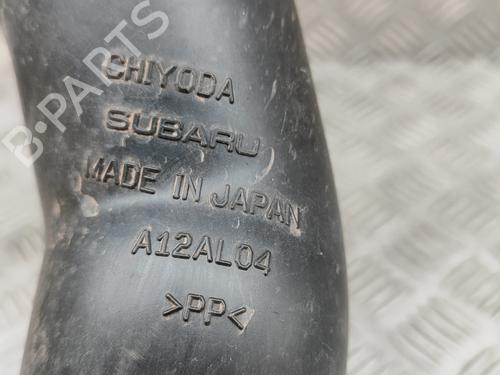 B-PARTS
CHIYODA
SUBARU
MADE IN JAPAN
A12AL04
>PP<